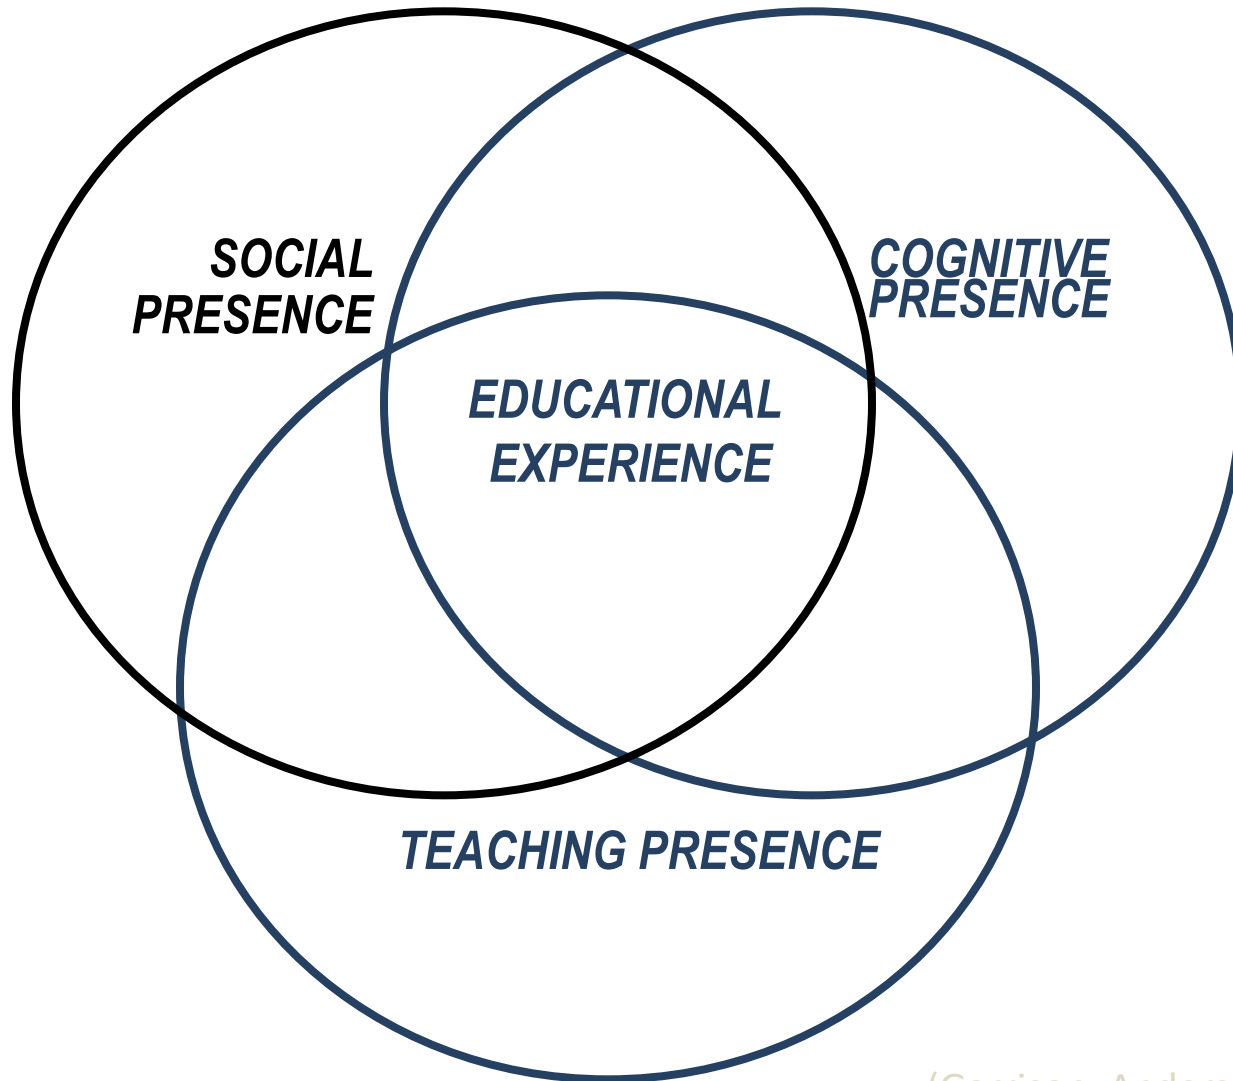 SOCIAL
PRESENCE
COGNITIVE
PRESENCE
EDUCATIONAL
EXPERIENCE
TEACHING PRESENCE